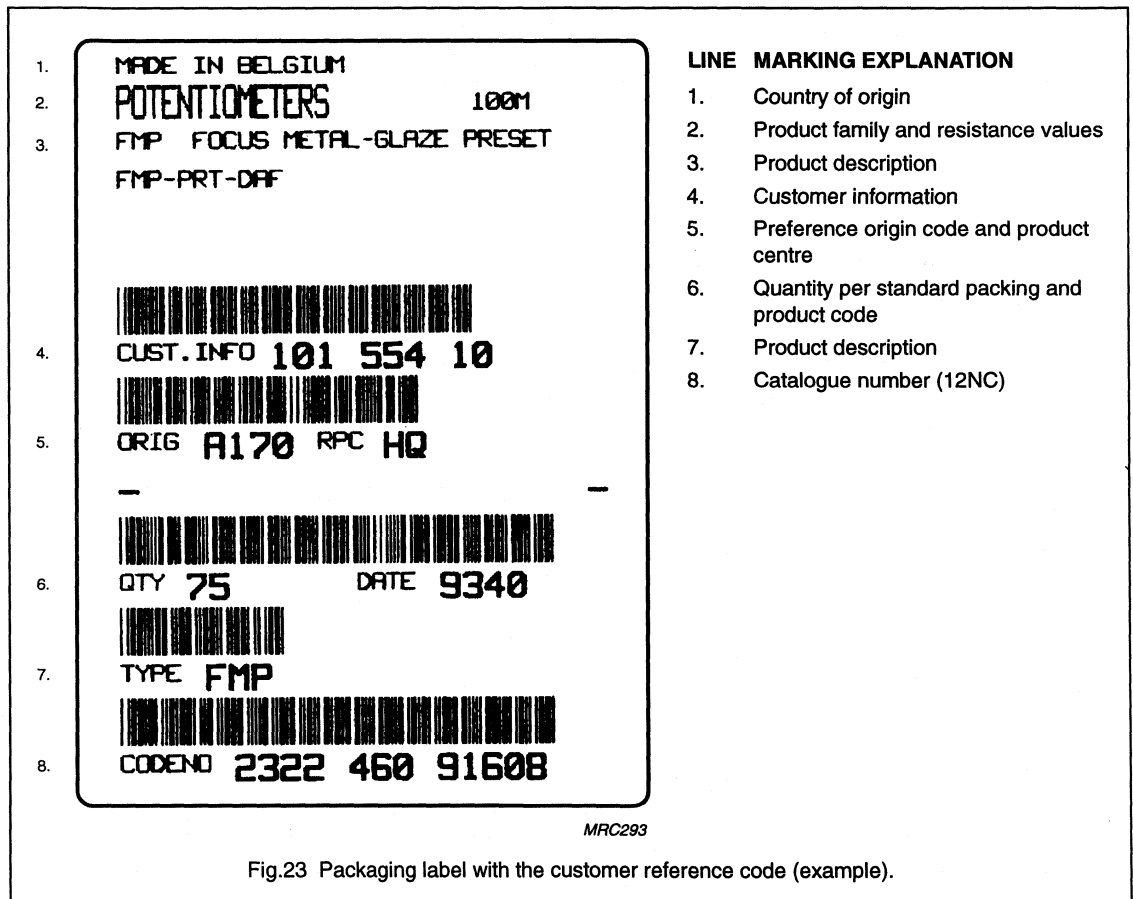 1. MADE IN BELGIUM
2. POTENTIOMETERS 100M
3. FMP FOCUS METAL-GLAZE PRESET
FMP-PRT-DAF
4. CUST.INFO 101 554 10
5. ORIG A170 RPC HQ
6. QTY 75 DATE 9340
7. TYPE FMP
8. CODENO 2322 460 91608
MRC293
LINE MARKING EXPLANATION
1. Country of origin
2. Product family and resistance values
3. Product description
4. Customer information
5. Preference origin code and product
centre
6. Quantity per standard packing and
product code
7. Product description
8. Catalogue number (12NC)
Fig.23 Packaging label with the customer reference code (example).